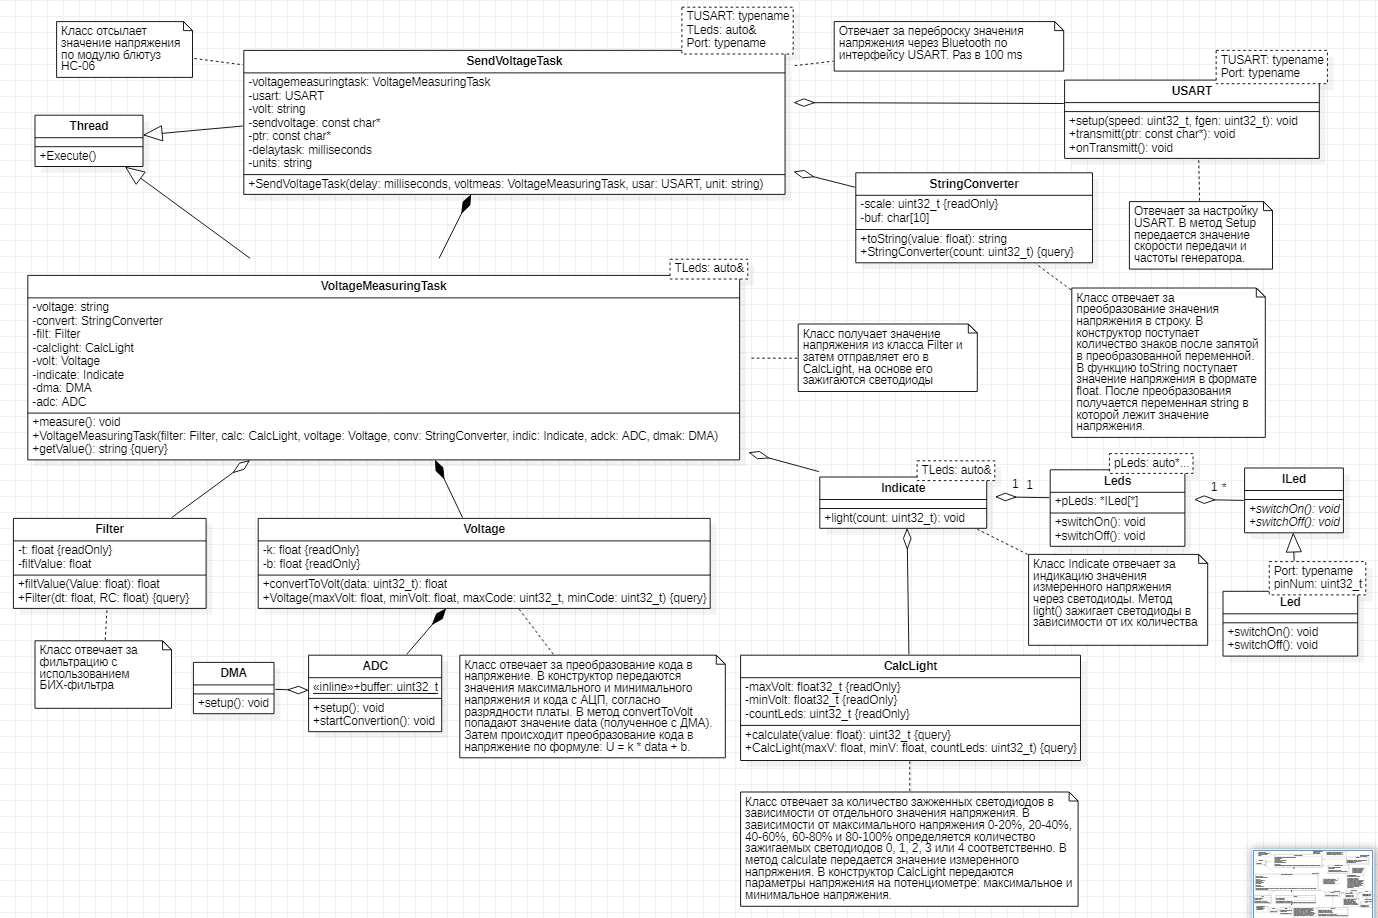 Класс отсылает
значение напряжения
по модулю блютуз
HC-06
TUSART: typename
TLeds: auto&
Port: typename
SendVoltageTask
-voltagemeasuringtask: VoltageMeasuringTask
-usart: USART
-volt: string
-sendvoltage: const char*
-ptr: const char*
-delaytask: milliseconds
-units: string
+SendVoltageTask(delay: milliseconds, voltmeas: VoltageMeasuringTask, usar: USART, unit: string)
Отвечает за переброску значения
напряжения через Bluetooth по
интерфейсу USART. Раз в 100 ms
TUSART: typename
Port: typename
USART
+setup(speed: uint32_t, fgen: uint32_t): void
+transmitt(ptr: const char*): void
+onTransmitt(): void
Thread
+Execute()
StringConverter
-scale: uint32_t {readOnly}
-buf: char[10]
+toString(value: float): string
+StringConverter(count: uint32_t) {query}
Отвечает за настройку
USART. В метод Setup
передается значение
скорости передачи и
частоты генератора.
TLeds: auto&
VoltageMeasuringTask
-voltage: string
-convert: StringConverter
-filt: Filter
-calclight: CalcLight
-volt: Voltage
-indicate: Indicate
-dma: DMA
-adc: ADC
+measure(): void
+VoltageMeasuringTask(filter: Filter, calc: CalcLight, voltage: Voltage, conv: StringConverter, indic: Indicate, adck: ADC, dmak: DMA)
+getValue(): string {query}
Класс получает значение
напряжения из класса Filter и
затем отправляет его в
CalcLight, на основе его
зажигаются светодиоды
Класс отвечает за
преобразование значения
напряжения в строку. В
конструктор поступает
количество знаков после запятой
в преобразованной переменной.
В функцию toString поступает
значение напряжения в формате
float. После преобразования
получается переменная string в
которой лежит значение
напряжения.
TLeds: auto&
Indicate
+light(count: uint32_t): void
1 1
pLeds: auto*...
Leds
+pLeds: *ILed[*]
+switchOn(): void
+switchOff(): void
1 *
ILed
+switchOn(): void
+switchOff(): void
Port: typename
pinNum: uint32_t
Led
+switchOn(): void
+switchOff(): void
Класс Indicate отвечает за
индикацию значения
измеренного напряжения
через светодиоды. Метод
light() зажигает светодиоды в
зависимости от их количества
Filter
-t: float {readOnly}
-filtValue: float
+filtValue(Value: float): float
+Filter(dt: float, RC: float) {query}
Voltage
-k: float {readOnly}
-b: float {readOnly}
+convertToVolt(data: uint32_t): float
+Voltage(maxVolt: float, minVolt: float, maxCode: uint32_t, minCode: uint32_t) {query}
Класс отвечает за
фильтрацию с
использованием
БИХ-фильтра
DMA
+setup(): void
ADC
«inline»+buffer: uint32_t
+setup(): void
+startConvertion(): void
Класс отвечает за преобразование кода в
напряжение. В конструктор передаются
значения максимального и минимального
напряжения и кода с АЦП, согласно
разрядности платы. В метод convertToVolt
попадают значение data (полученное с ДМА).
Затем происходит преобразование кода в
напряжение по формуле: U = k * data + b.
CalcLight
-maxVolt: float32_t {readOnly}
-minVolt: float32_t {readOnly}
-countLeds: uint32_t {readOnly}
+calculate(value: float): uint32_t {query}
+CalcLight(maxV: float, minV: float, countLeds: uint32_t) {query}
Класс отвечает за количество зажженных светодиодов в
зависимости от отдельного значения напряжения. В
зависимости от максимального напряжения 0-20%, 20-40%,
40-60%, 60-80% и 80-100% определяется количество
зажигаемых светодиодов 0, 1, 2, 3 или 4 соответственно. В
метод calculate передается значение измеренного
напряжения. В конструктор CalcLight передаются
параметры напряжения на потенциометре: максимальное и
минимальное напряжения.